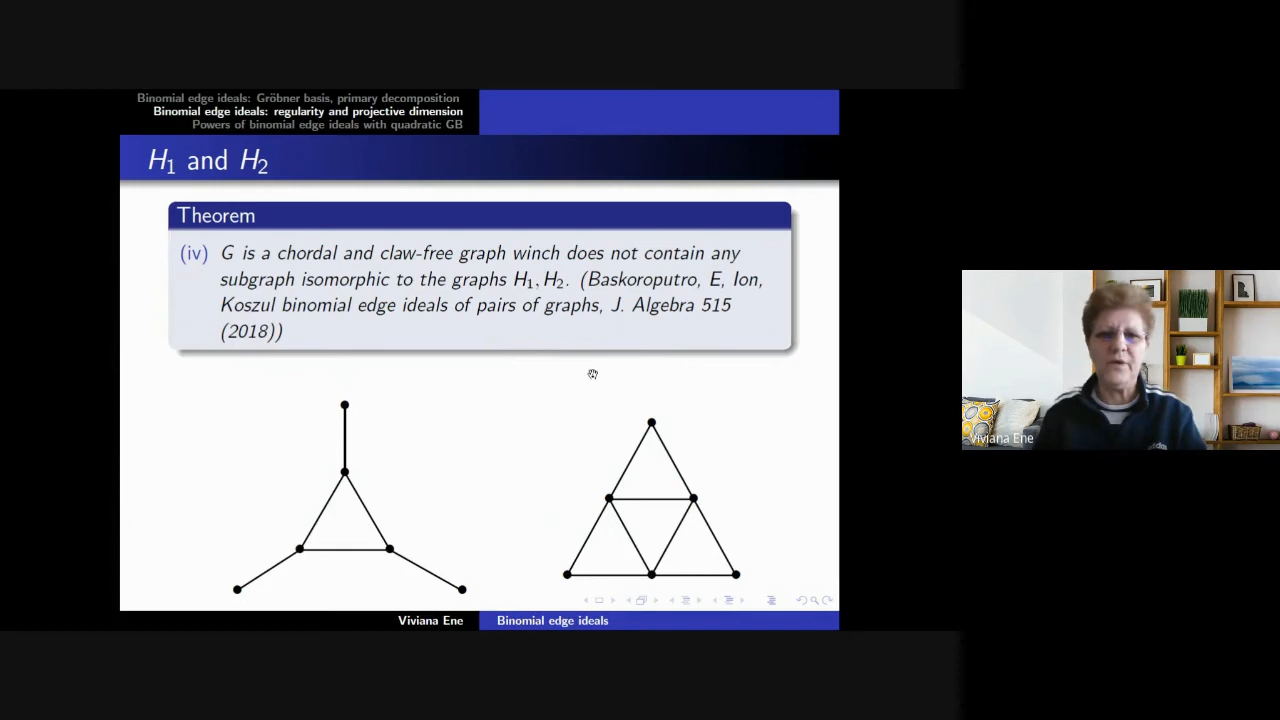 Binomial edge ideals: Gröbner basis, primary decomposition
Binomial edge ideals: regularity and projective dimension
Powers of binomial edge ideals with quadratic GB
H₁ and H₂
Theorem
(iv) G is a chordal and claw-free graph winch does not contain any
subgraph isomorphic to the graphs H₁, H₂. (Baskoroputro, E, Ion,
Koszul binomial edge ideals of pairs of graphs, J. Algebra 515
(2018))
Viviana Ene
Viviana Ene
Binomial edge ideals